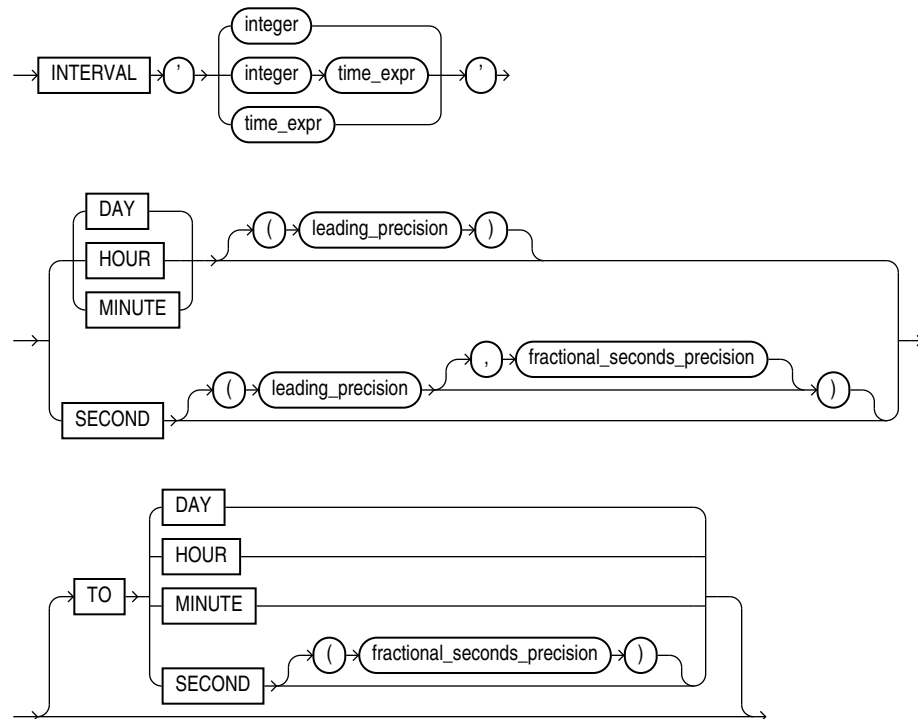 integer
INTERVAL ' integer time_expr '
time_expr
DAY
( leading_precision )
HOUR
MINUTE
, fractional_seconds_precision
( leading_precision )
SECOND
DAY
HOUR
TO
MINUTE
( fractional_seconds_precision )
SECOND